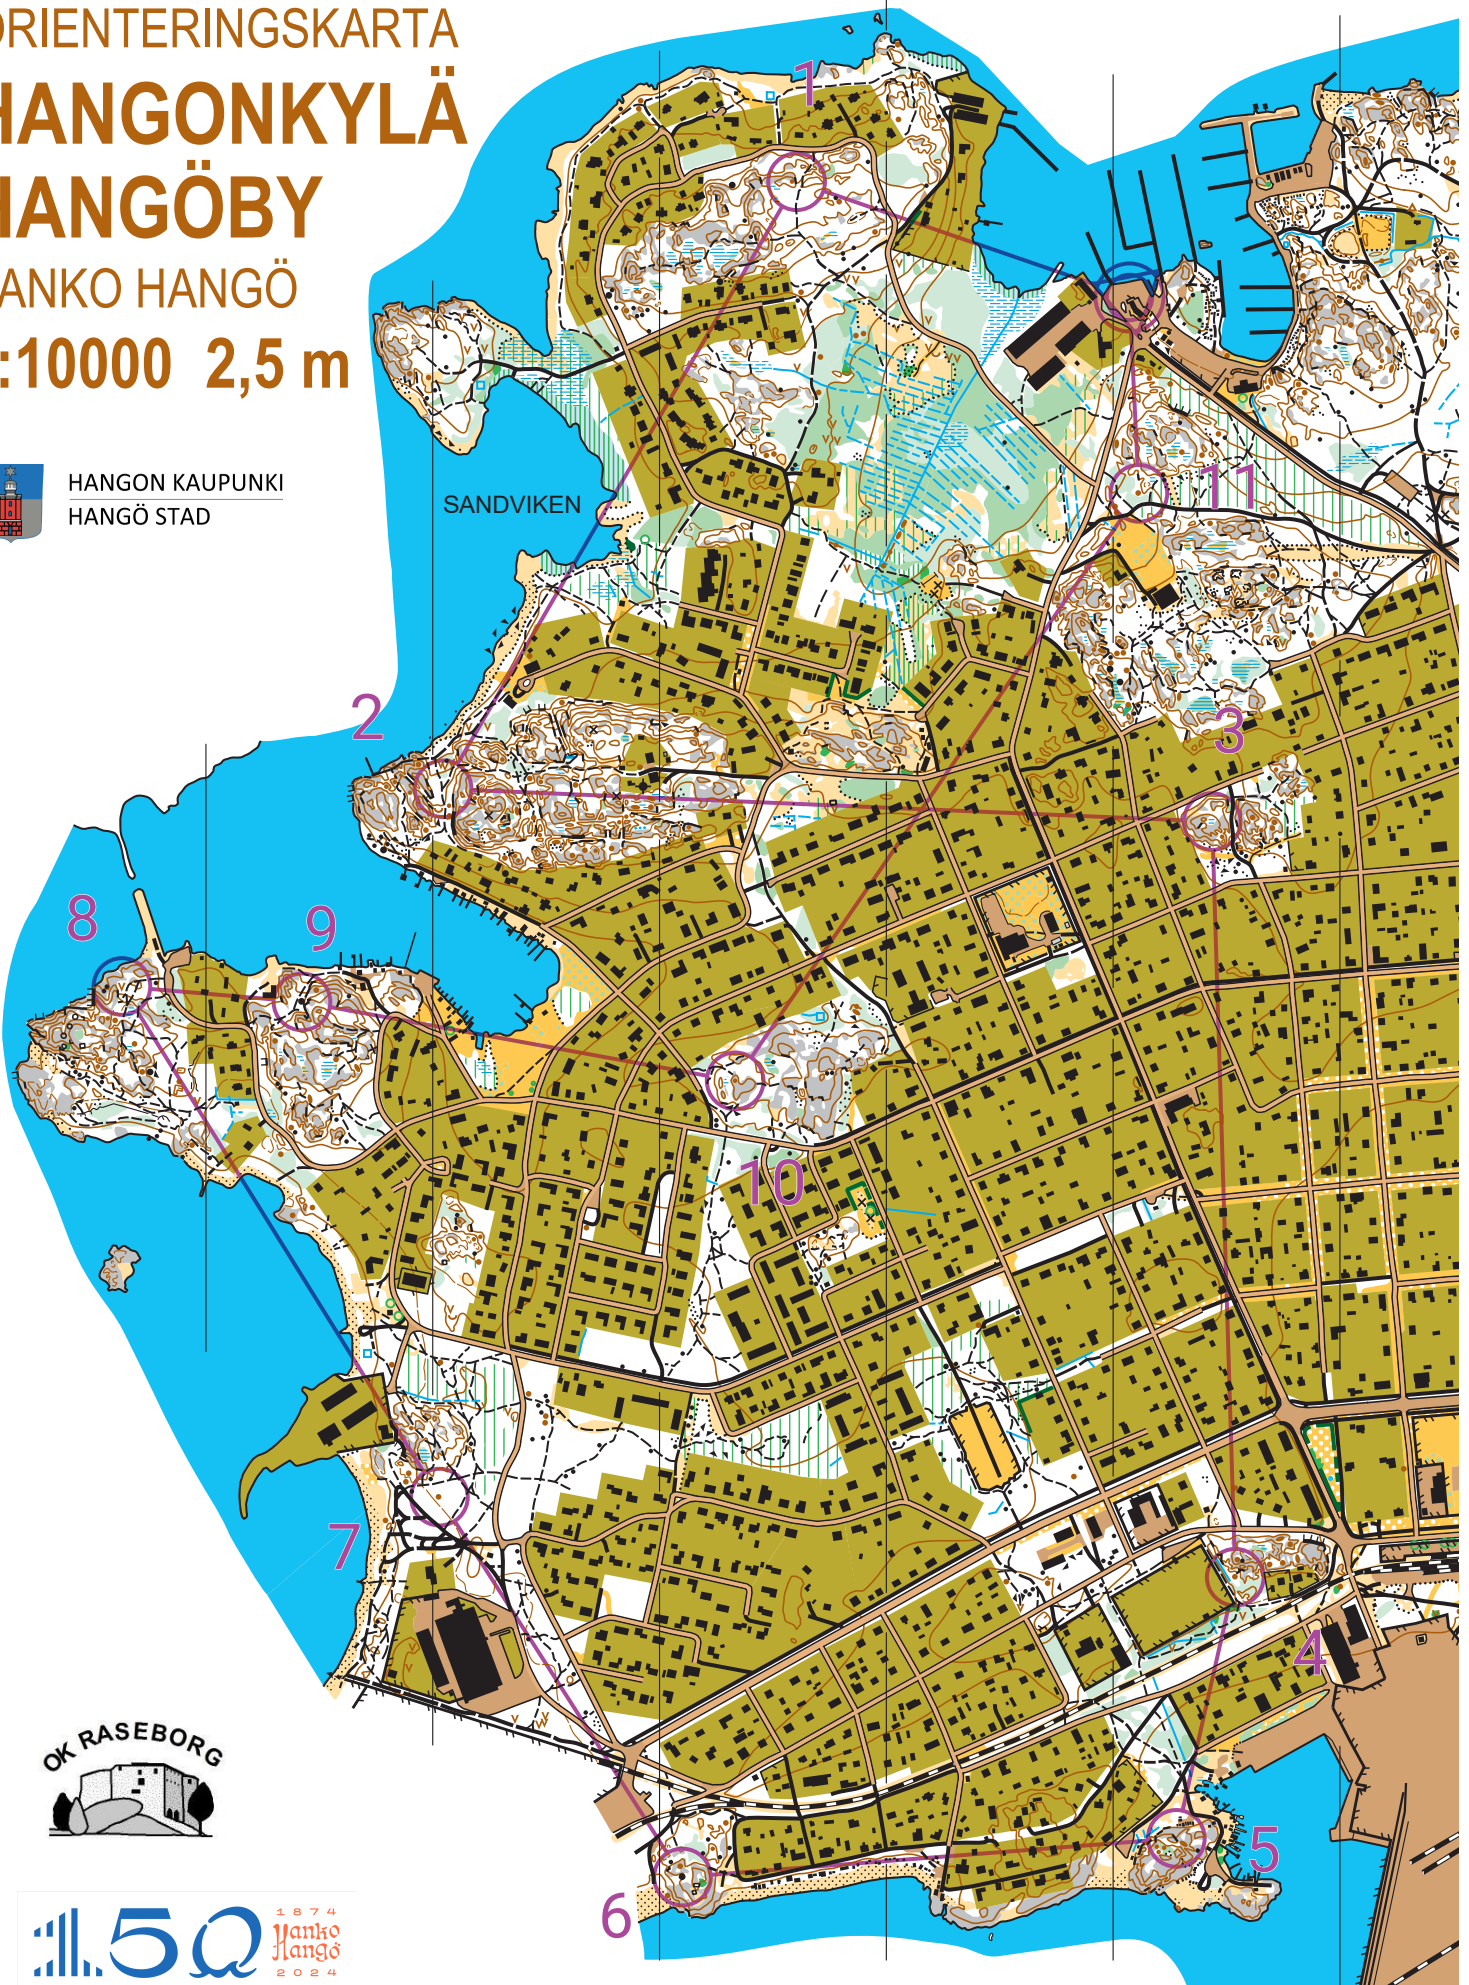 ORIENTERINGSKARTA
HANGONKYLÄ
HANGÖBY
HANKO HANGÖ
1:10000 2,5 m
HANGON KAUPUNKI
HANGÖ STAD
SANDVIKEN
1
11
2
3
8
9
10
7
4
5
6
OK RASEBORG
150
1874
Hanko
Hangö
2024